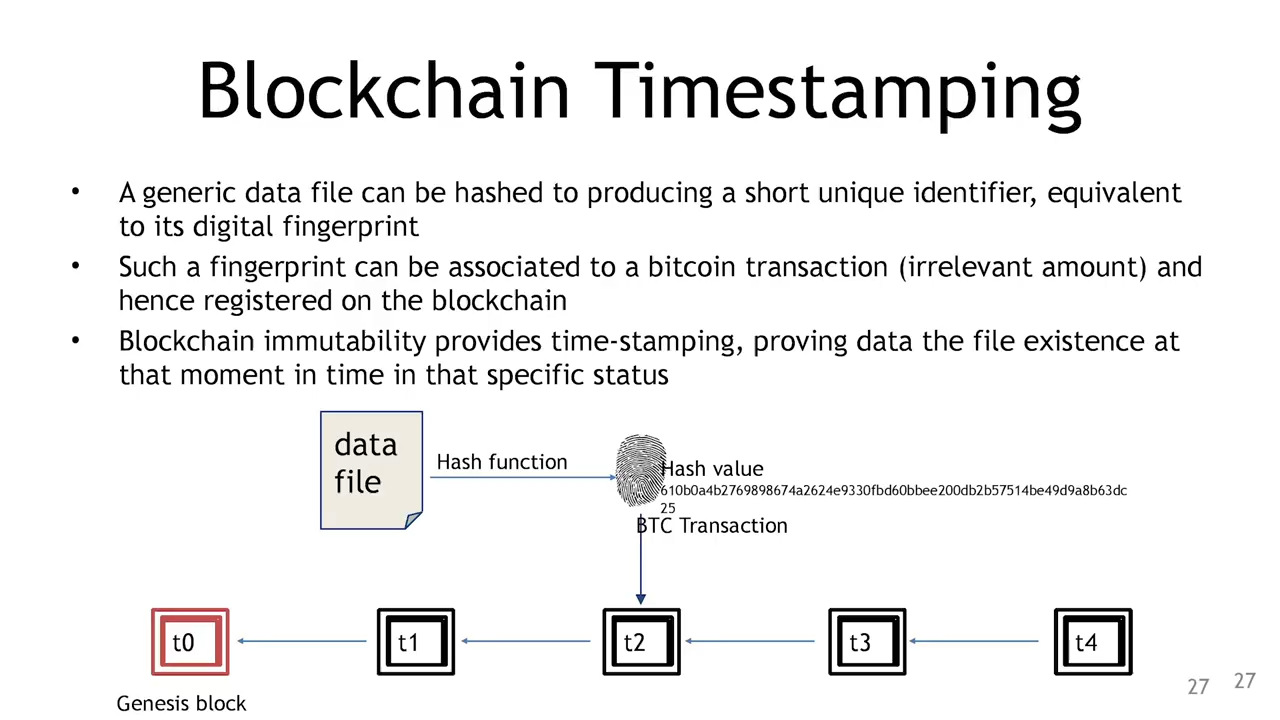 Blockchain Timestamping
• A generic data file can be hashed to producing a short unique identifier, equivalent
to its digital fingerprint
• Such a fingerprint can be associated to a bitcoin transaction (irrelevant amount) and
hence registered on the blockchain
• Blockchain immutability provides time-stamping, proving data the file existence at
that moment in time in that specific status
data
file
Hash function
Hash value
610b0a4b2769898674a2624e9330fbd60bbee200db2b57514be49d9a8b63dc
25
BTC Transaction
t0
t1
t2
t3
t4
Genesis block
27
27